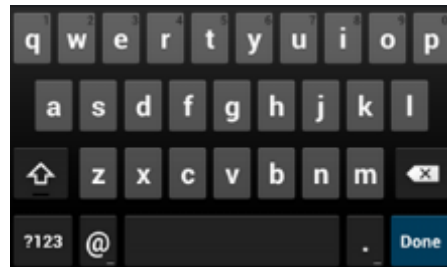 q w e r t y u i o p
a s d f g h j k l
z x c v b n m
?123 @ . Done